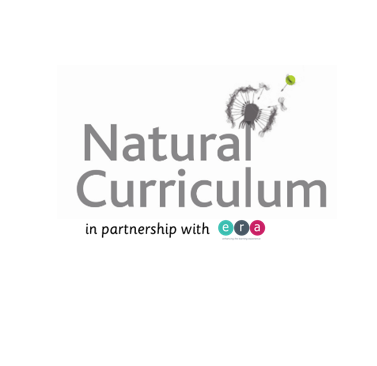 Natural
Curriculum
in partnership with era